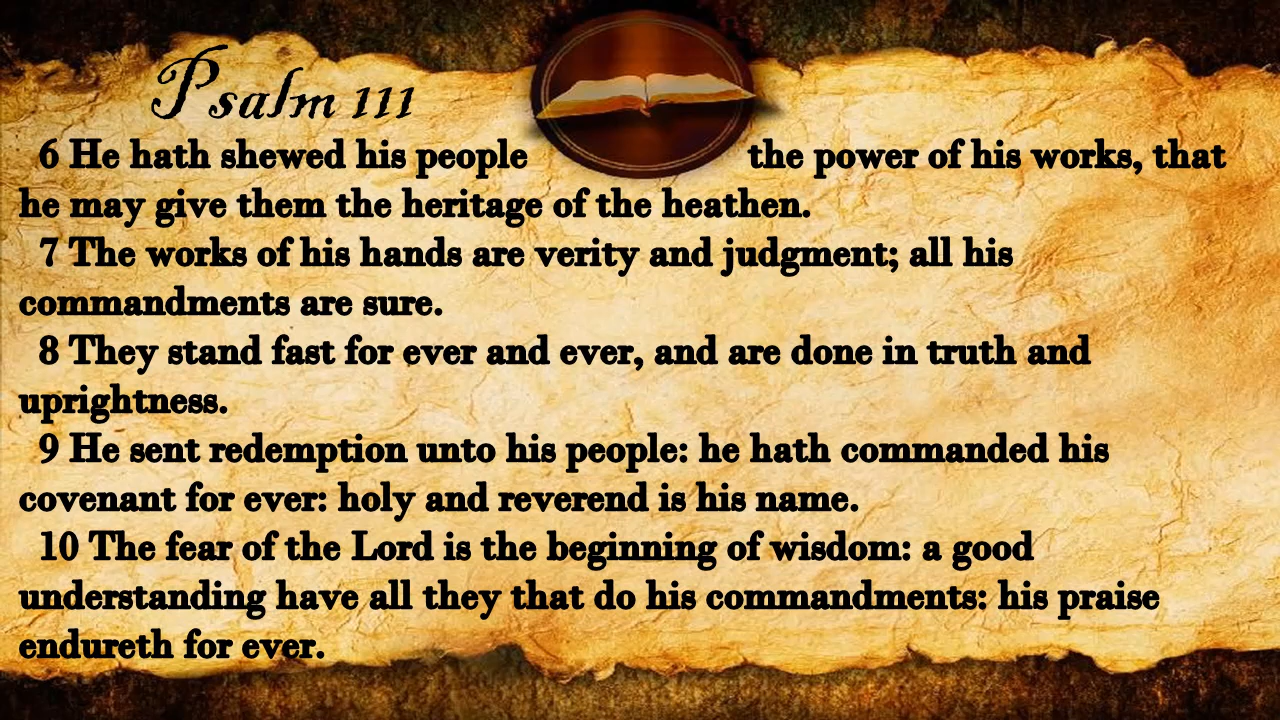 Psalm 111
6 He hath shewed his people the power of his works, that
he may give them the heritage of the heathen.
7 The works of his hands are verity and judgment; all his
commandments are sure.
8 They stand fast for ever and ever, and are done in truth and
uprightness.
9 He sent redemption unto his people: he hath commanded his
covenant for ever: holy and reverend is his name.
10 The fear of the Lord is the beginning of wisdom: a good
understanding have all they that do his commandments: his praise
endureth for ever.